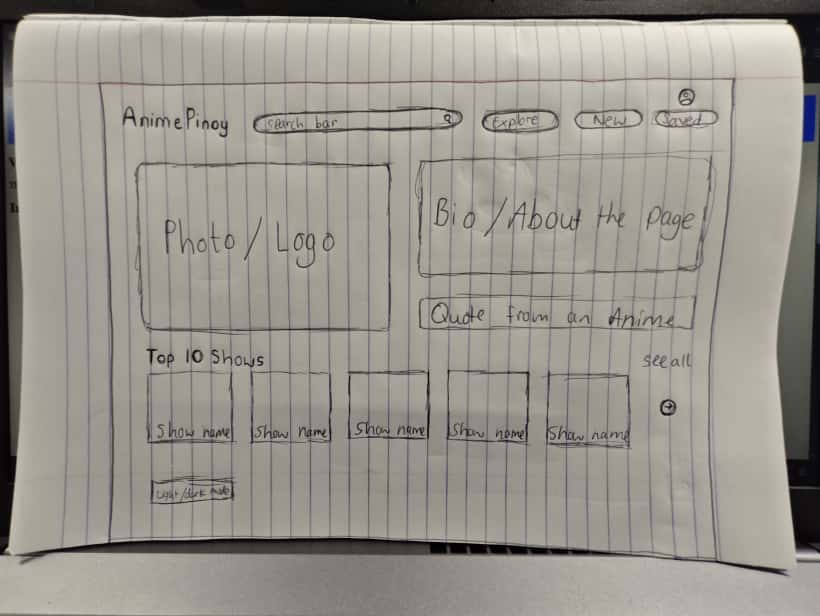 AnimePinoy
Search bar
Explore
New
Saved
Photo / Logo
Bio / About the page
Quote from an Anime
Top 10 Shows
see all
Show name
Show name
Show name
Show name
Show name
Light/dark mode